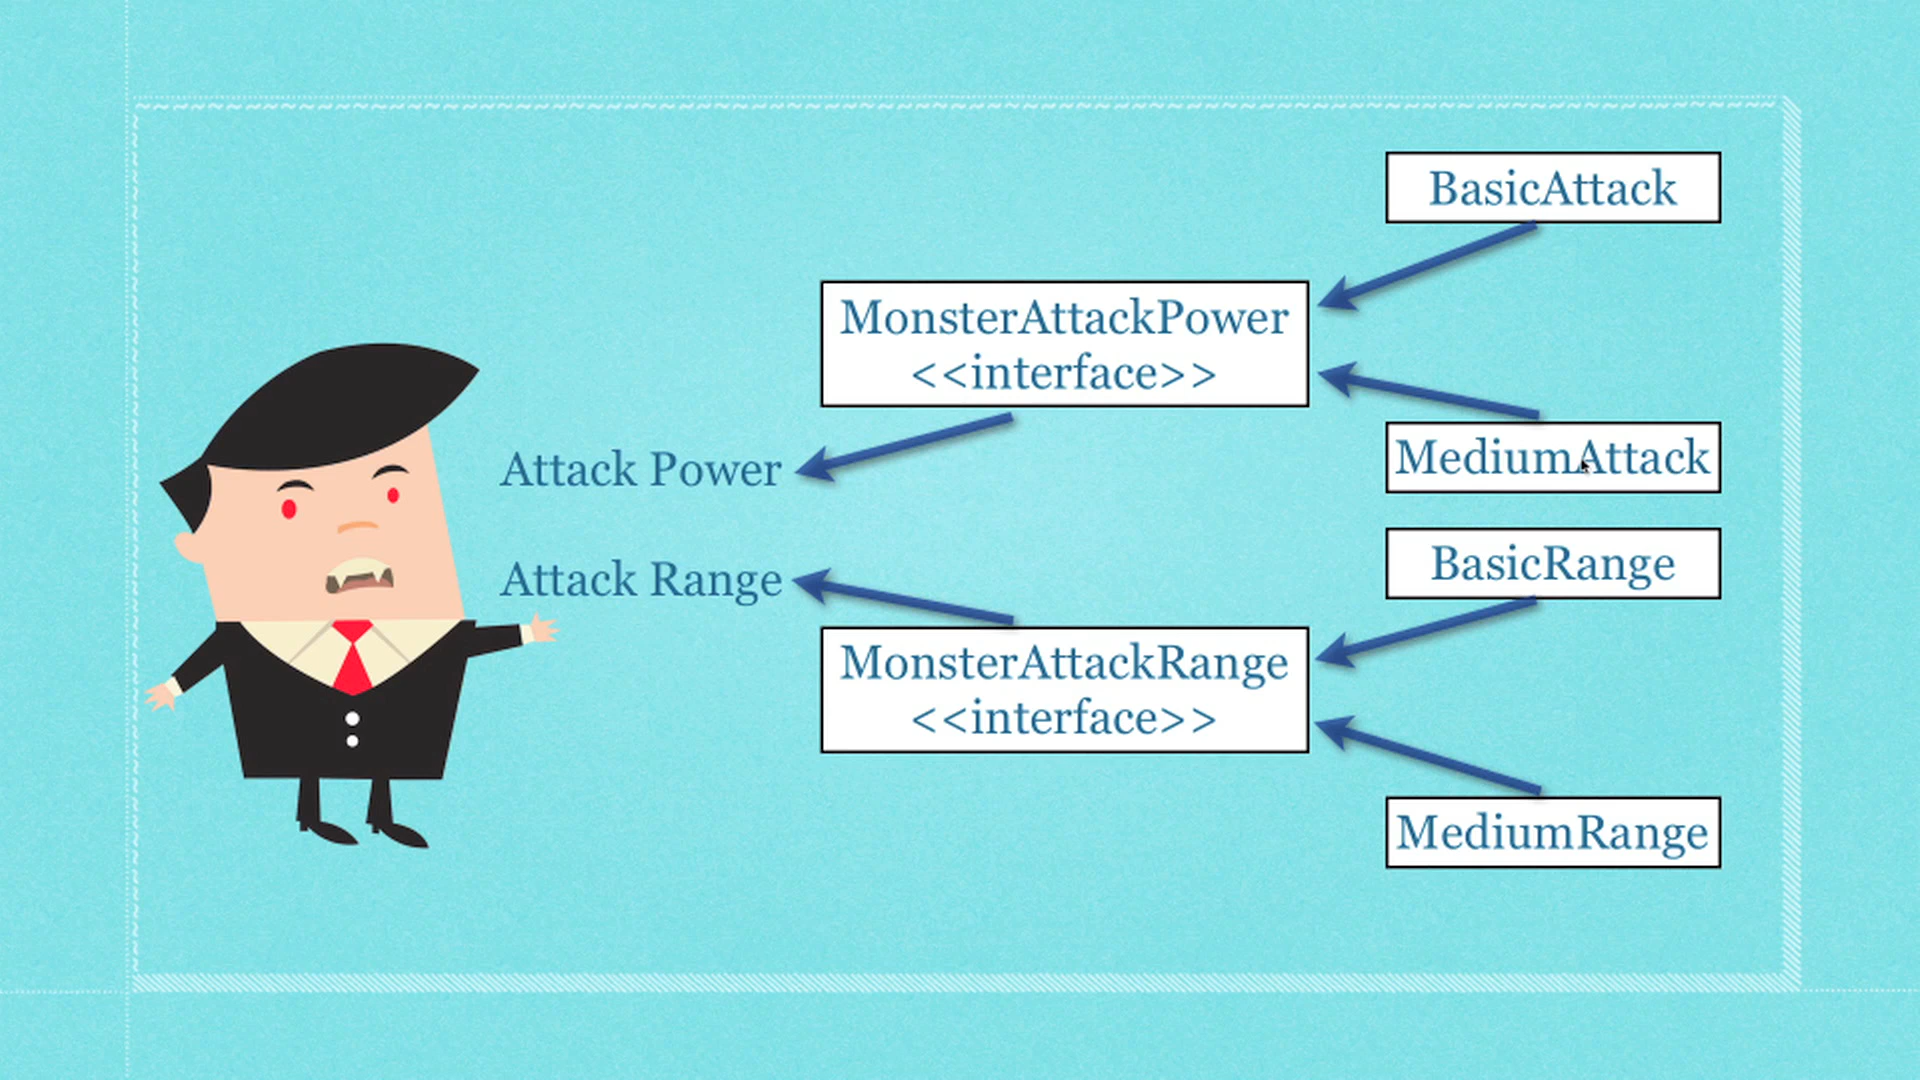 BasicAttack
MonsterAttackPower
<<interface>>
MediumAttack
Attack Power
BasicRange
Attack Range
MonsterAttackRange
<<interface>>
MediumRange